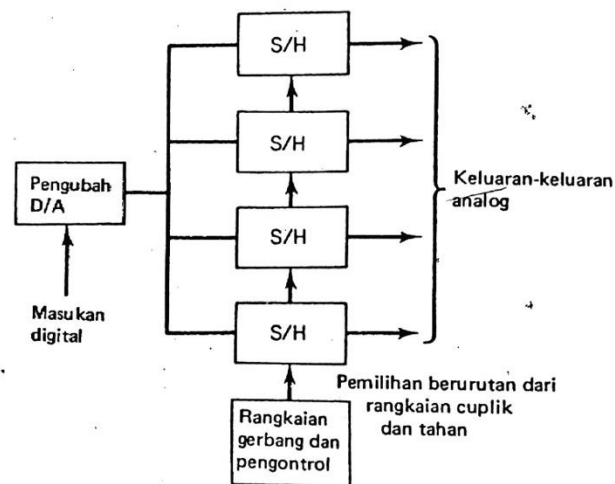 S/H
S/H
Pengubah
D/A
Keluaran-keluaran
analog
S/H
Masukan
digital
S/H
Pemilihan berurutan dari
rangkaian cuplik
dan tahan
Rangkaian
gerbang dan
pengontrol